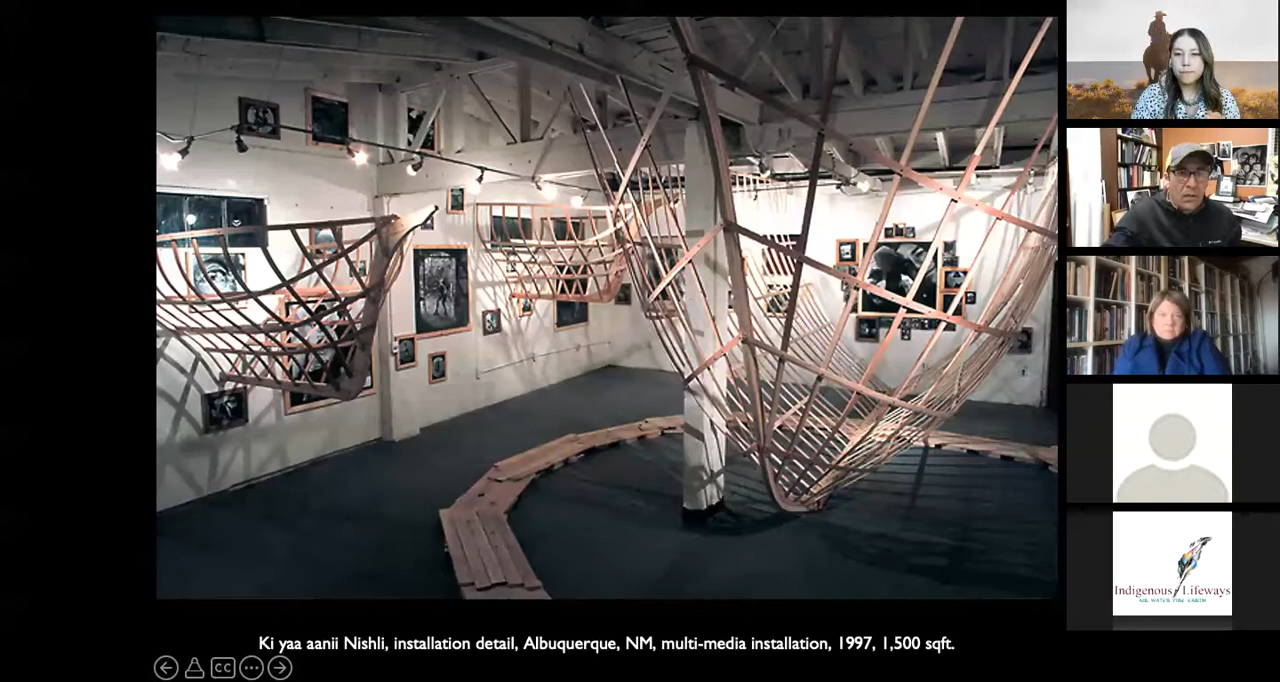 Ki yaa aanii Nishli, installation detail, Albuquerque, NM, multi-media installation, 1997, 1,500 sqft.
CC
Indigenous Lifeways
AIR WATER FIRE EARTH